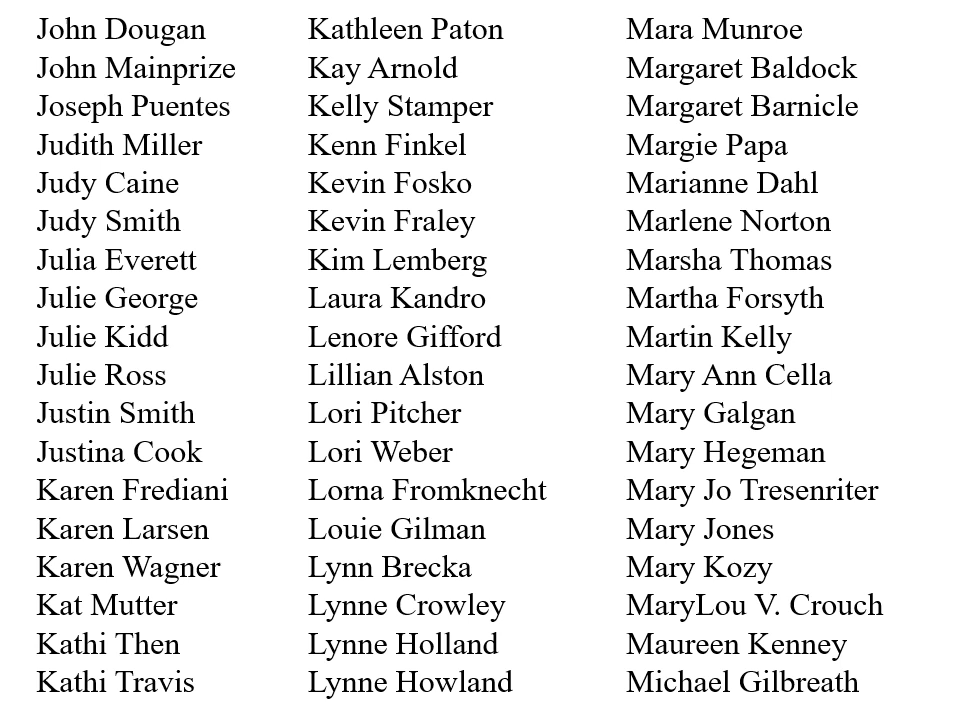 John Dougan
John Mainprize
Joseph Puentes
Judith Miller
Judy Caine
Judy Smith
Julia Everett
Julie George
Julie Kidd
Julie Ross
Justin Smith
Justina Cook
Karen Frediani
Karen Larsen
Karen Wagner
Kat Mutter
Kathi Then
Kathi Travis
Kathleen Paton
Kay Arnold
Kelly Stamper
Kenn Finkel
Kevin Fosko
Kevin Fraley
Kim Lemberg
Laura Kandro
Lenore Gifford
Lillian Alston
Lori Pitcher
Lori Weber
Lorna Fromknecht
Louie Gilman
Lynn Brecka
Lynne Crowley
Lynne Holland
Lynne Howland
Mara Munroe
Margaret Baldock
Margaret Barnicle
Margie Papa
Marianne Dahl
Marlene Norton
Marsha Thomas
Martha Forsyth
Martin Kelly
Mary Ann Cella
Mary Galgan
Mary Hegeman
Mary Jo Tresenriter
Mary Jones
Mary Kozy
MaryLou V. Crouch
Maureen Kenney
Michael Gilbreath